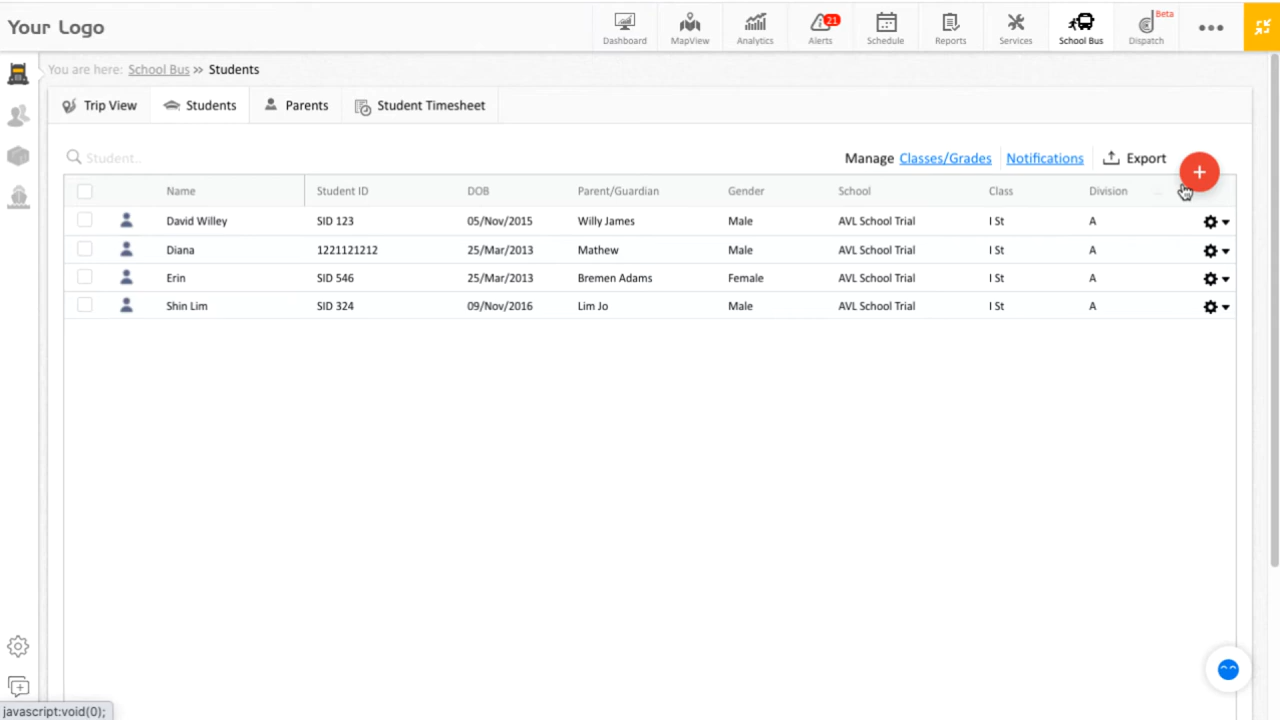 Your Logo
Dashboard
MapView
Analytics
21
Alerts
Schedule
Reports
Services
School Bus
Beta
Dispatch
You are here: School Bus >> Students
Trip View
Students
Parents
Student Timesheet
Student..
Manage Classes/Grades Notifications Export
+
Name Student ID DOB Parent/Guardian Gender School Class Division
David Willey SID 123 05/Nov/2015 Willy James Male AVL School Trial I St A
Diana 1221121212 25/Mar/2013 Mathew Male AVL School Trial I St A
Erin SID 546 25/Mar/2013 Bremen Adams Female AVL School Trial I St A
Shin Lim SID 324 09/Nov/2016 Lim Jo Male AVL School Trial I St A
javascript:void(0);